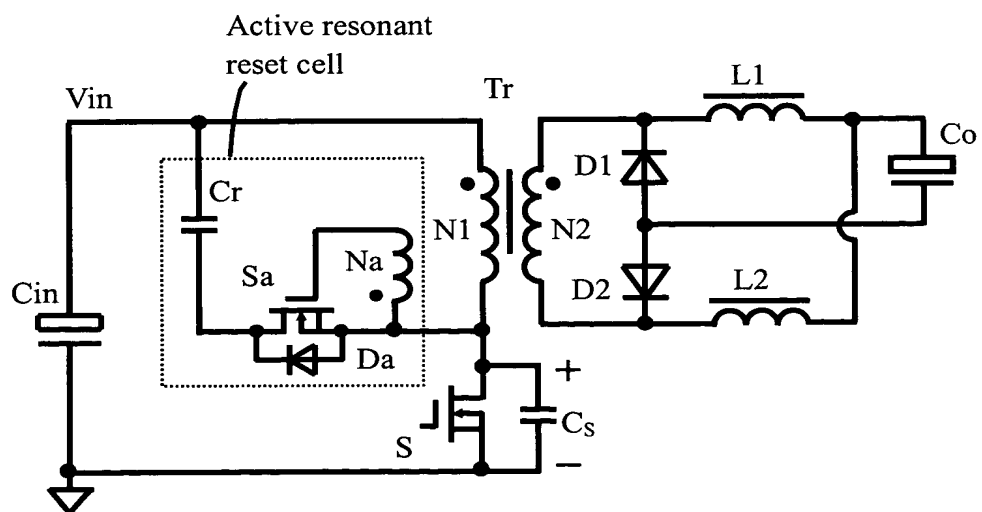 Active resonant
reset cell
Vin
Tr
L1
Co
Cr
D1
N1
N2
Na
Sa
Cin
D2
L2
Da
+
S
Cs
−